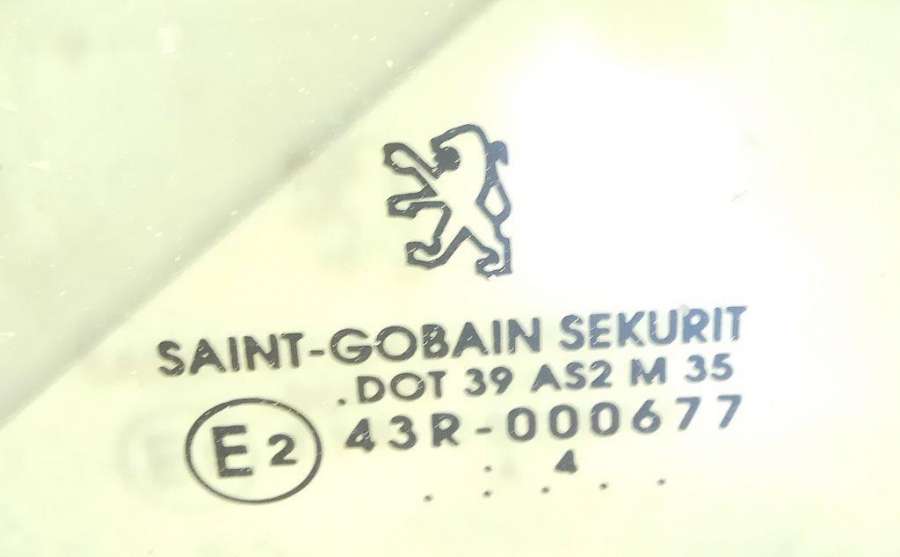 SAINT-GOBAIN SEKURIT
.DOT 39 AS2 M 35
E2 43R-000677
4